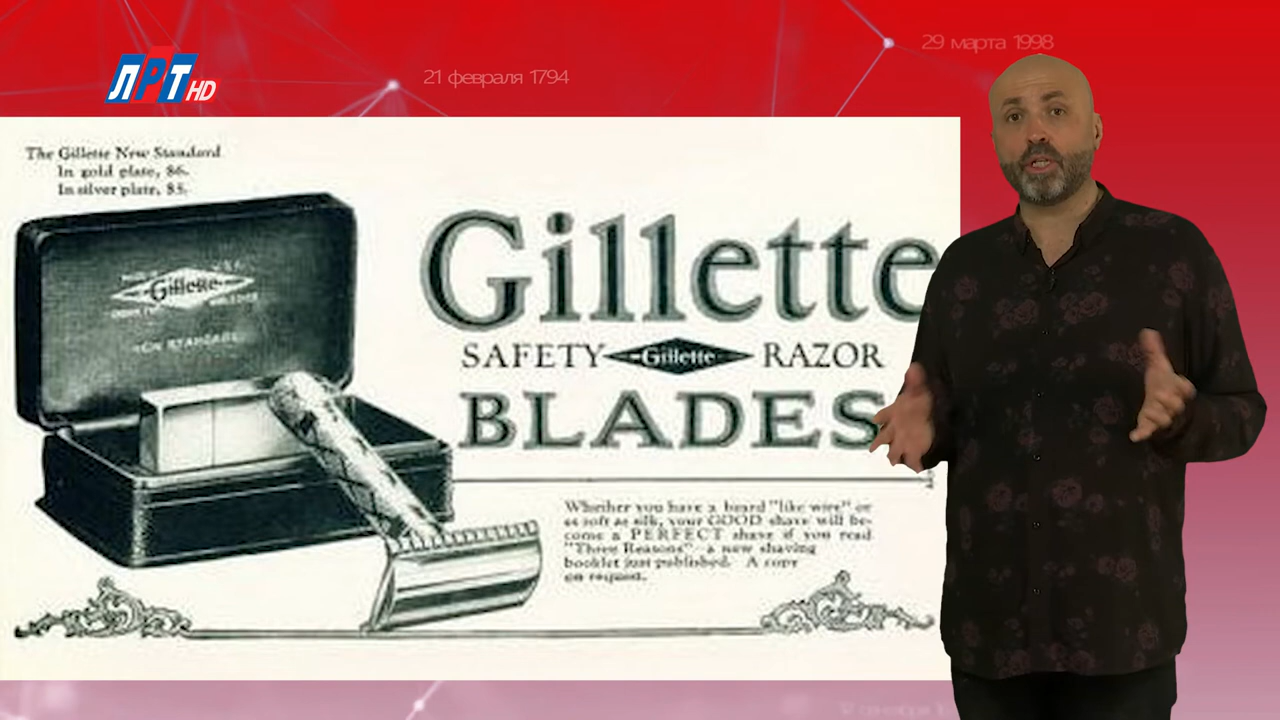 29 марта 1998
21 февраля 1794
ЛРТ HD
The Gillette New Standard
In gold plate, $6.
In silver plate, $5.
Gillette
Gillette
SAFETY Gillette RAZOR
BLADES
NEW STANDARD
Whether you have a beard "like wire" or
as soft as silk, your GOOD shave will be-
come a PERFECT shave if you read
"Three Reasons" a new shaving
booklet just published. A copy
on request.